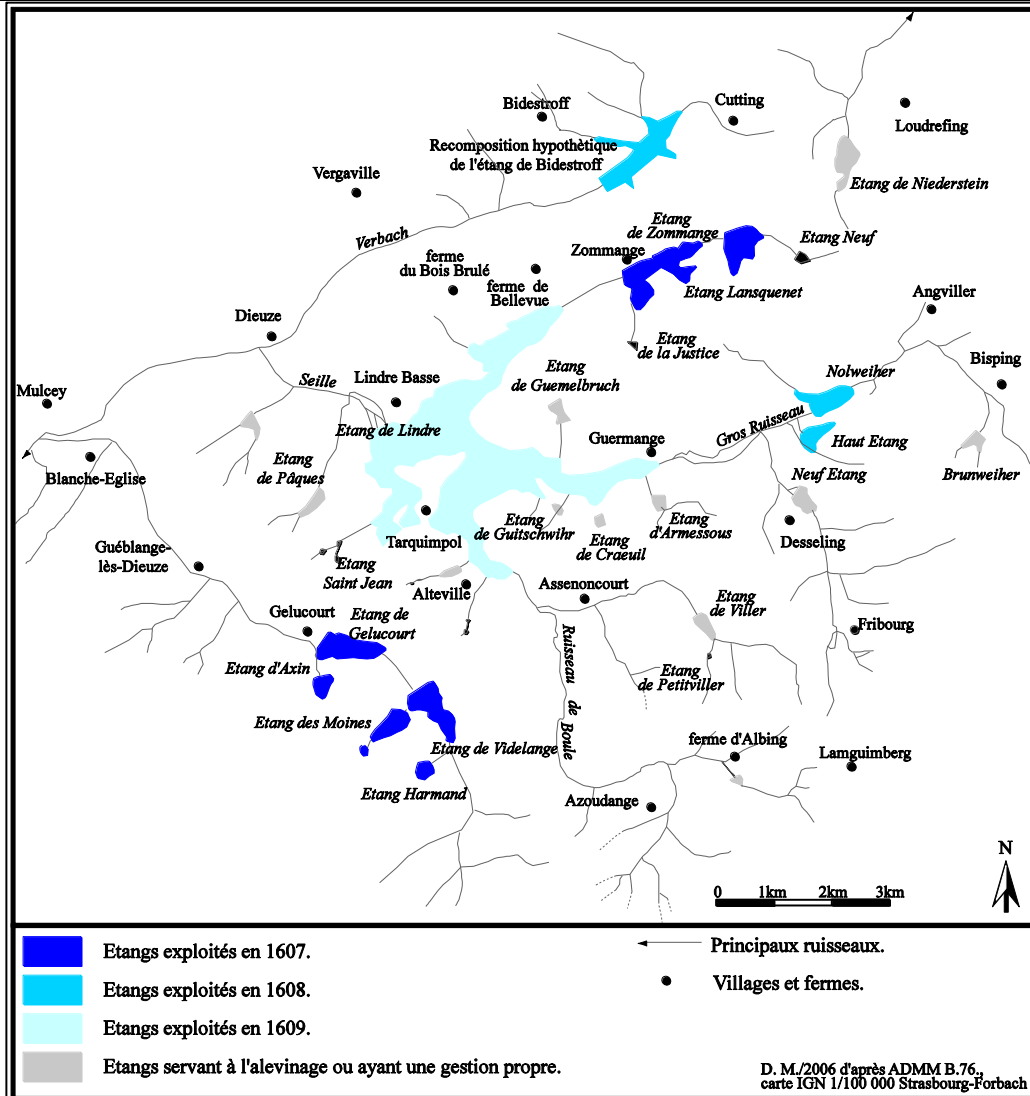 Bidestroff
Cutting
Loudrefing
Recomposition hypothètique
de l'étang de Bidestroff
Vergaville
Etang de Niederstein
Verbach
Etang
de Zommange
Etang Neuf
Zommange
ferme
du Bois Brulé
ferme de
Bellevue
Etang Lansquenet
Angviller
Dieuze
Etang
de la Justice
Bisping
Etang
de Guemelbruch
Nolweiher
Mulcey
Seille
Lindre Basse
Gros Ruisseau
Etang de Lindre
Guermange
Haut Etang
Blanche-Eglise
Etang
de Pâques
Neuf Etang
Brunweiher
Etang
de Guitschwihr
Etang
d'Armessous
Tarquimpol
Etang
de Craeuil
Desseling
Guéblange-
lès-Dieuze
Etang
Saint Jean
Alteville
Assenoncourt
Etang
de Viller
Gelucourt
Etang de
Gelucourt
Fribourg
Ruisseau de Boule
Etang d'Axin
Etang
de Petitviller
Etang des Moines
Etang de Videlange
ferme d'Albing
Lamguimberg
Etang Harmand
Azoudange
N
0 1km 2km 3km
Etangs exploités en 1607.
Principaux ruisseaux.
Etangs exploités en 1608.
Villages et fermes.
Etangs exploités en 1609.
Etangs servant à l'alevinage ou ayant une gestion propre.
D. M./2006 d'après ADMM B.76.,
carte IGN 1/100 000 Strasbourg-Forbach